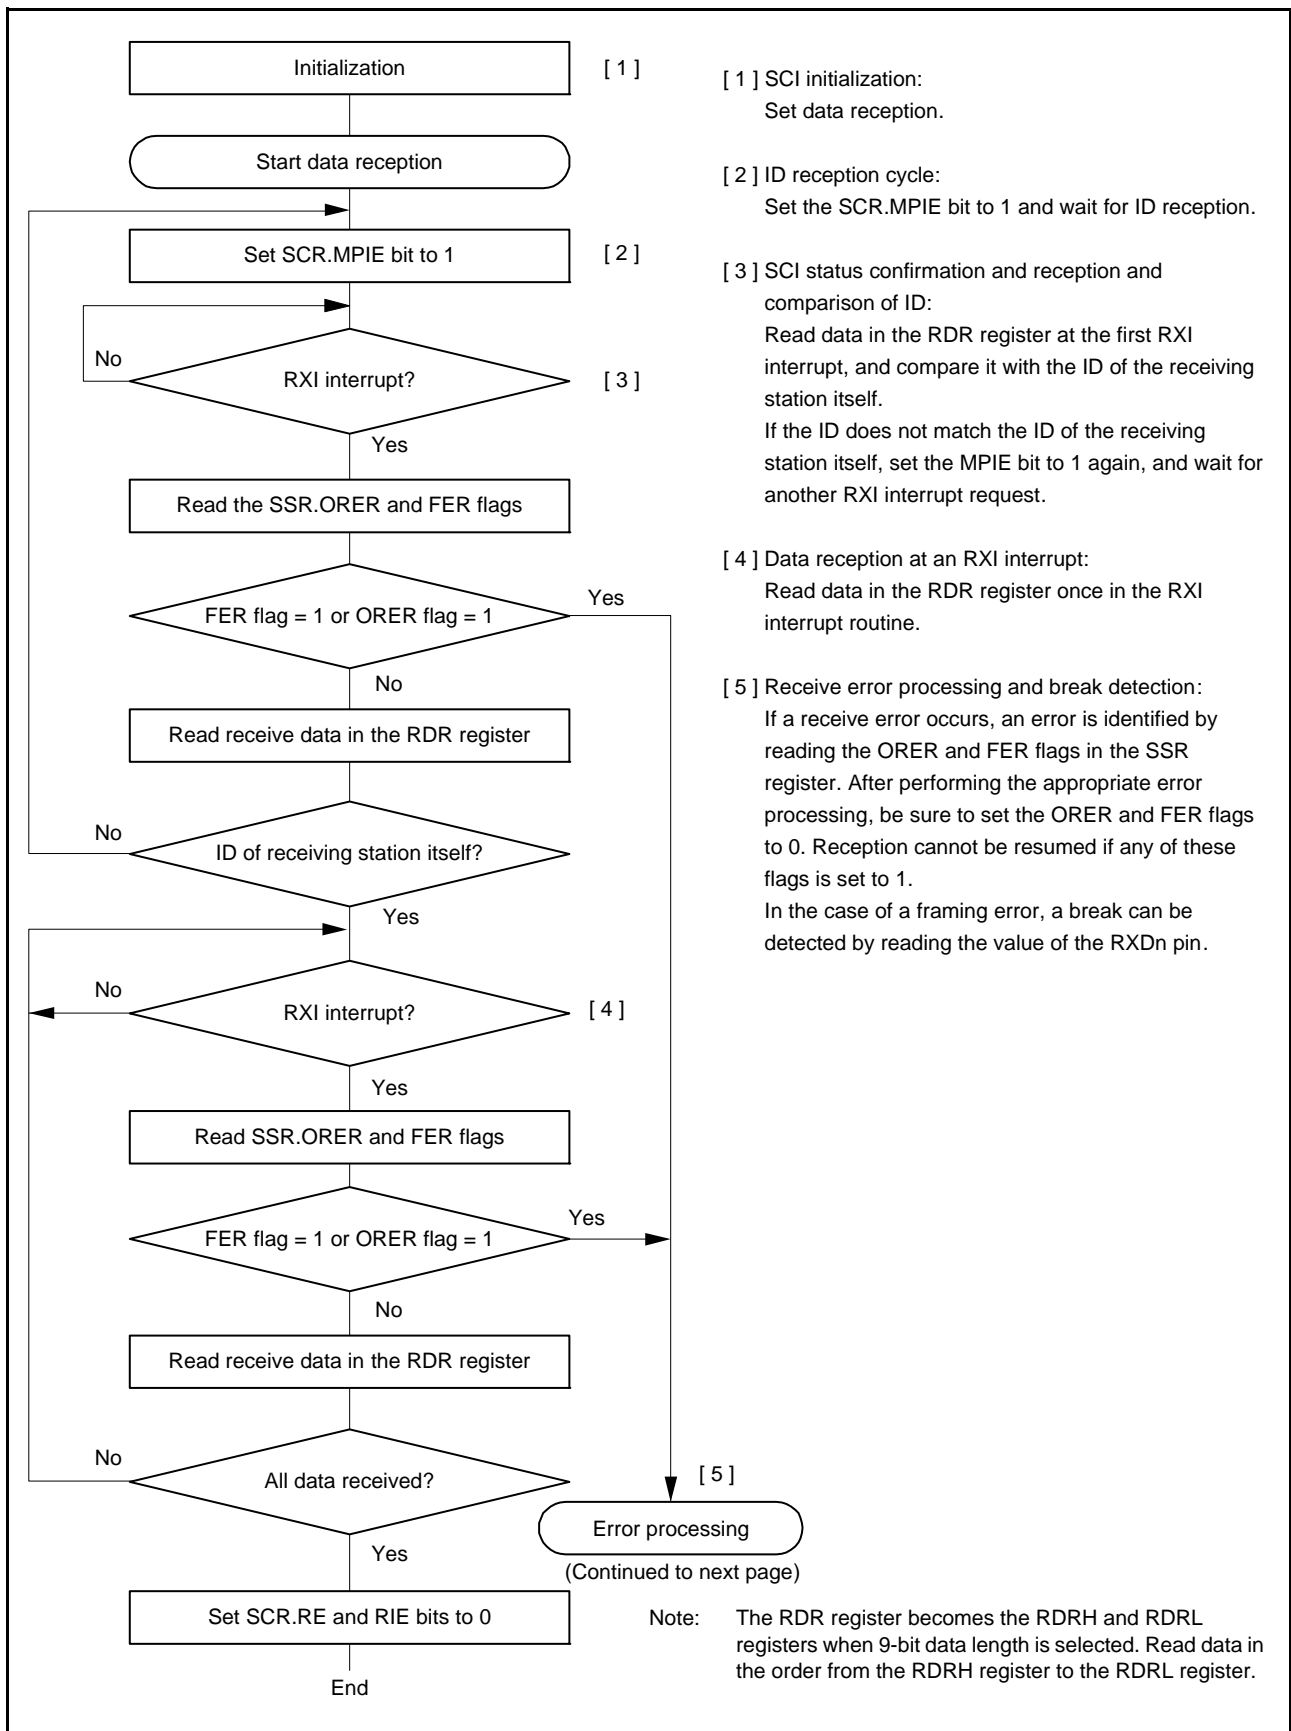 Initialization
[ 1 ]
Start data reception
Set SCR.MPIE bit to 1
[ 2 ]
No
RXI interrupt?
[ 3 ]
Yes
Read the SSR.ORER and FER flags
FER flag = 1 or ORER flag = 1
Yes
No
Read receive data in the RDR register
No
ID of receiving station itself?
Yes
No
RXI interrupt?
[ 4 ]
Yes
Read SSR.ORER and FER flags
FER flag = 1 or ORER flag = 1
Yes
No
Read receive data in the RDR register
No
All data received?
[ 5 ]
Error processing
(Continued to next page)
Yes
Set SCR.RE and RIE bits to 0
End
[ 1 ] SCI initialization:
Set data reception.
[ 2 ] ID reception cycle:
Set the SCR.MPIE bit to 1 and wait for ID reception.
[ 3 ] SCI status confirmation and reception and
comparison of ID:
Read data in the RDR register at the first RXI
interrupt, and compare it with the ID of the receiving
station itself.
If the ID does not match the ID of the receiving
station itself, set the MPIE bit to 1 again, and wait for
another RXI interrupt request.
[ 4 ] Data reception at an RXI interrupt:
Read data in the RDR register once in the RXI
interrupt routine.
[ 5 ] Receive error processing and break detection:
If a receive error occurs, an error is identified by
reading the ORER and FER flags in the SSR
register. After performing the appropriate error
processing, be sure to set the ORER and FER flags
to 0. Reception cannot be resumed if any of these
flags is set to 1.
In the case of a framing error, a break can be
detected by reading the value of the RXDn pin.
Note: The RDR register becomes the RDRH and RDRL
registers when 9-bit data length is selected. Read data in
the order from the RDRH register to the RDRL register.